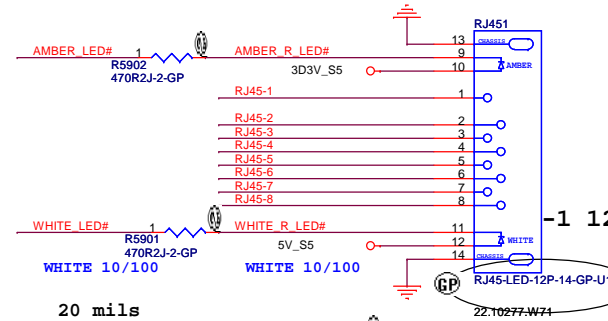 RJ451
13 CHASSIS
AMBER_LED# 1 AMBER_R_LED# 9
R5902 3D3V_S5 10 AMBER
470R2J-2-GP
RJ45-1 1
RJ45-2 2
RJ45-3 3
RJ45-4 4
RJ45-5 5
RJ45-6 6
RJ45-7 7
RJ45-8 8
-1 12
WHITE_LED# 1 WHITE_R_LED# 11
R5901 5V_S5 12 WHITE
470R2J-2-GP 14 CHASSIS
WHITE 10/100 WHITE 10/100
GP RJ45-LED-12P-14-GP-U1
20 mils 22.10277.W71